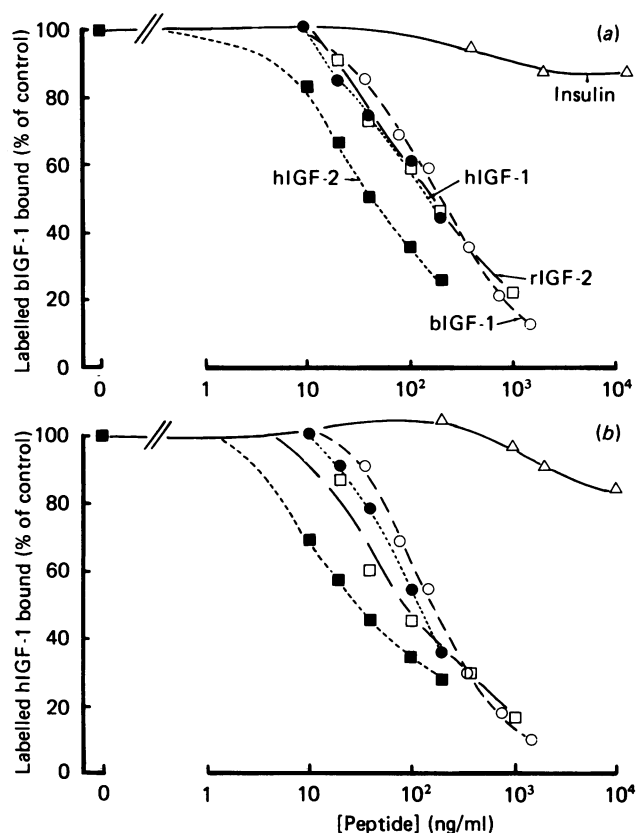 (a)
Labelled bIGF-1 bound (% of control)
100
80
60
40
20
0
Insulin
hIGF-2
hIGF-1
rIGF-2
bIGF-1
0 1 10 10² 10³ 10⁴
(b)
Labelled hIGF-1 bound (% of control)
100
80
60
40
20
0
0 1 10 10² 10³ 10⁴
[Peptide] (ng/ml)